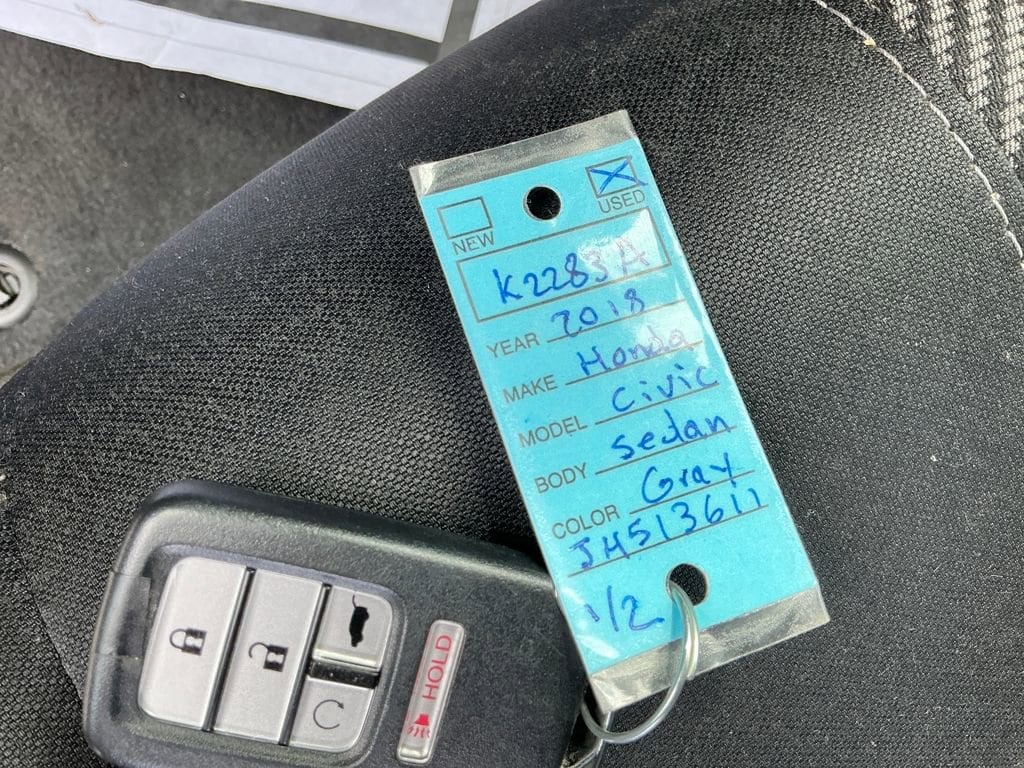 NEW USED
K2283A
YEAR 2018
MAKE Honda
MODEL Civic
BODY Sedan
COLOR Gray
JH513611
1/2
HOLD